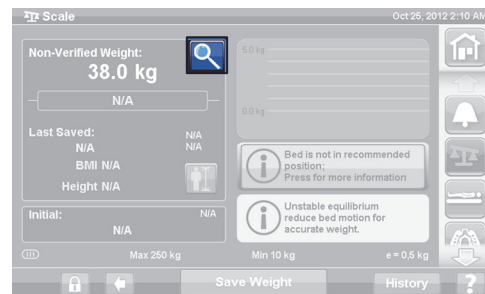 Scale
Oct 25, 2012 2:10 AM
Non-Verified Weight:
38.0 kg
N/A
Last Saved:
N/A
N/A
N/A
BMI N/A
Height N/A
Initial:
N/A
N/A
5.0 kg
0.0 kg
Bed is not in recommended
position;
Press for more information
Unstable equilibrium
reduce bed motion for
accurate weight.
Max 250 kg
Min 10 kg
e = 0,5 kg
Save Weight
History
?